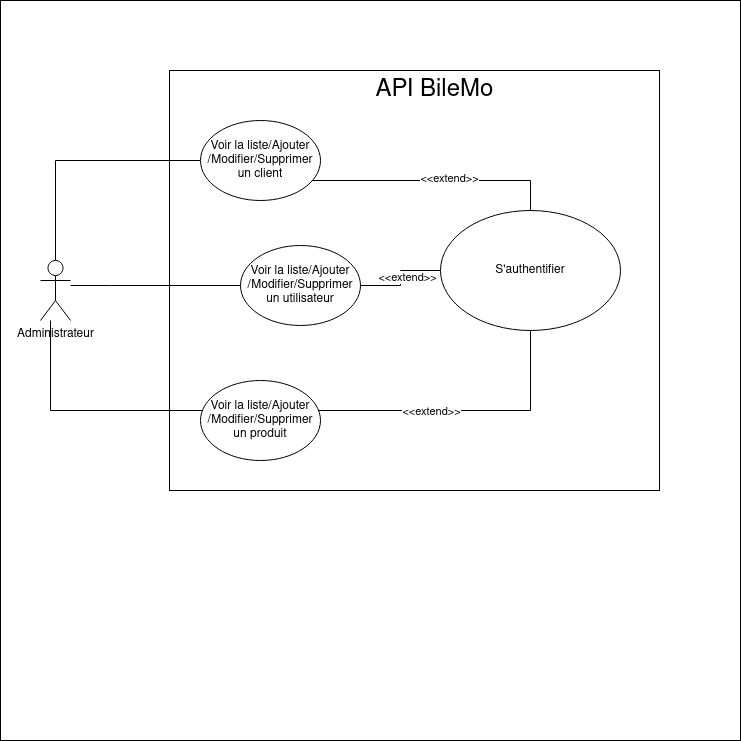 API BileMo
Voir la liste/Ajouter
/Modifier/Supprimer
un client
<<extend>>
Voir la liste/Ajouter
/Modifier/Supprimer
un utilisateur
<<extend>>
S'authentifier
Administrateur
Voir la liste/Ajouter
/Modifier/Supprimer
un produit
<<extend>>